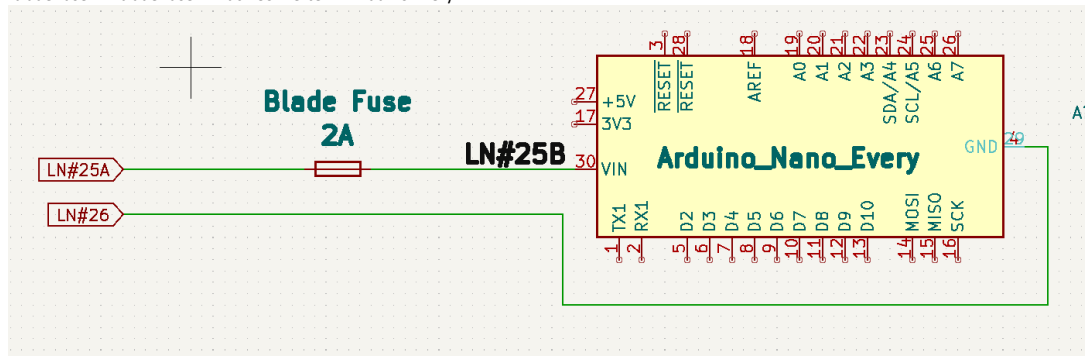 3
28
18
19
20
21
22
23
24
25
26
RESET
RESET
AREF
A0
A1
A2
A3
SDA/A4
SCL/A5
A6
A7
Blade Fuse
2A
27
+5V
17
3V3
LN#25A
LN#25B
30
VIN
Arduino_Nano_Every
GND
LN#26
TX1
RX1
D2
D3
D4
D5
D6
D7
D8
D9
D10
MOSI
MISO
SCK
1
2
5
6
7
8
9
10
11
12
13
14
15
16